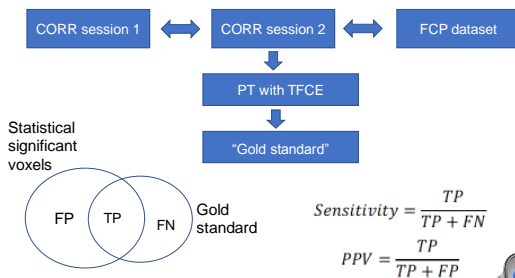 CORR session 1
CORR session 2
FCP dataset
PT with TFCE
“Gold standard”
Statistical
significant
voxels
FP
TP
FN
Gold
standard
Sensitivity = TP / TP + FN
PPV = TP / TP + FP